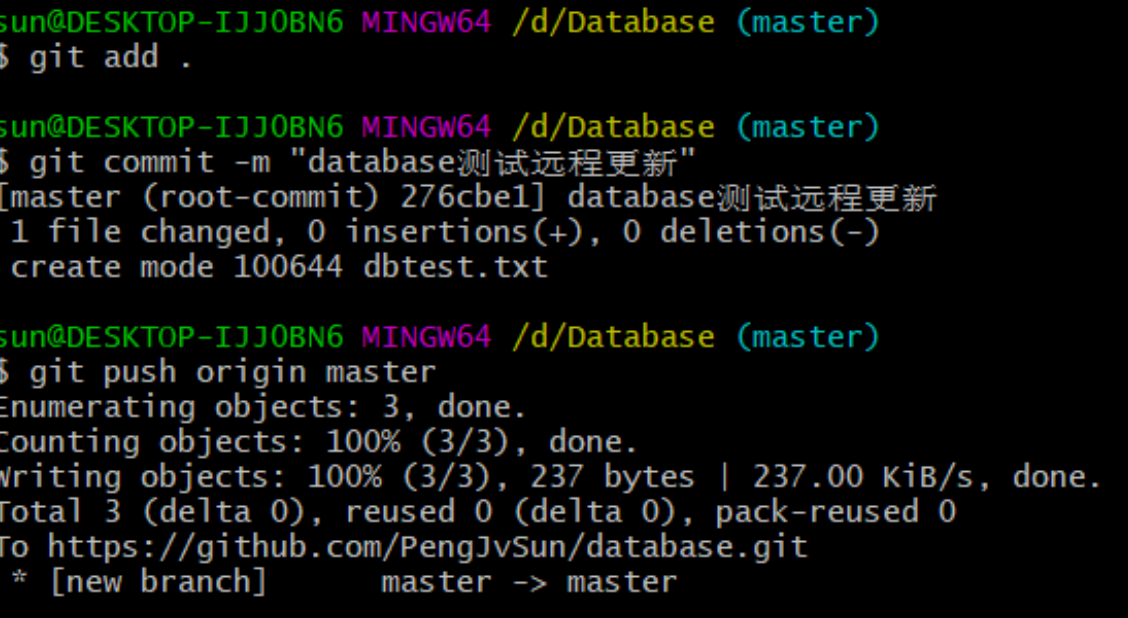 sun@DESKTOP-IJJOBN6 MINGW64 /d/Database (master)
$ git add .
sun@DESKTOP-IJJOBN6 MINGW64 /d/Database (master)
$ git commit -m "database测试远程更新"
[master (root-commit) 276cbe1] database测试远程更新
1 file changed, 0 insertions(+), 0 deletions(-)
create mode 100644 dbtest.txt
sun@DESKTOP-IJJOBN6 MINGW64 /d/Database (master)
$ git push origin master
Enumerating objects: 3, done.
Counting objects: 100% (3/3), done.
Writing objects: 100% (3/3), 237 bytes | 237.00 KiB/s, done.
Total 3 (delta 0), reused 0 (delta 0), pack-reused 0
To https://github.com/PengJvSun/database.git
* [new branch]      master -> master